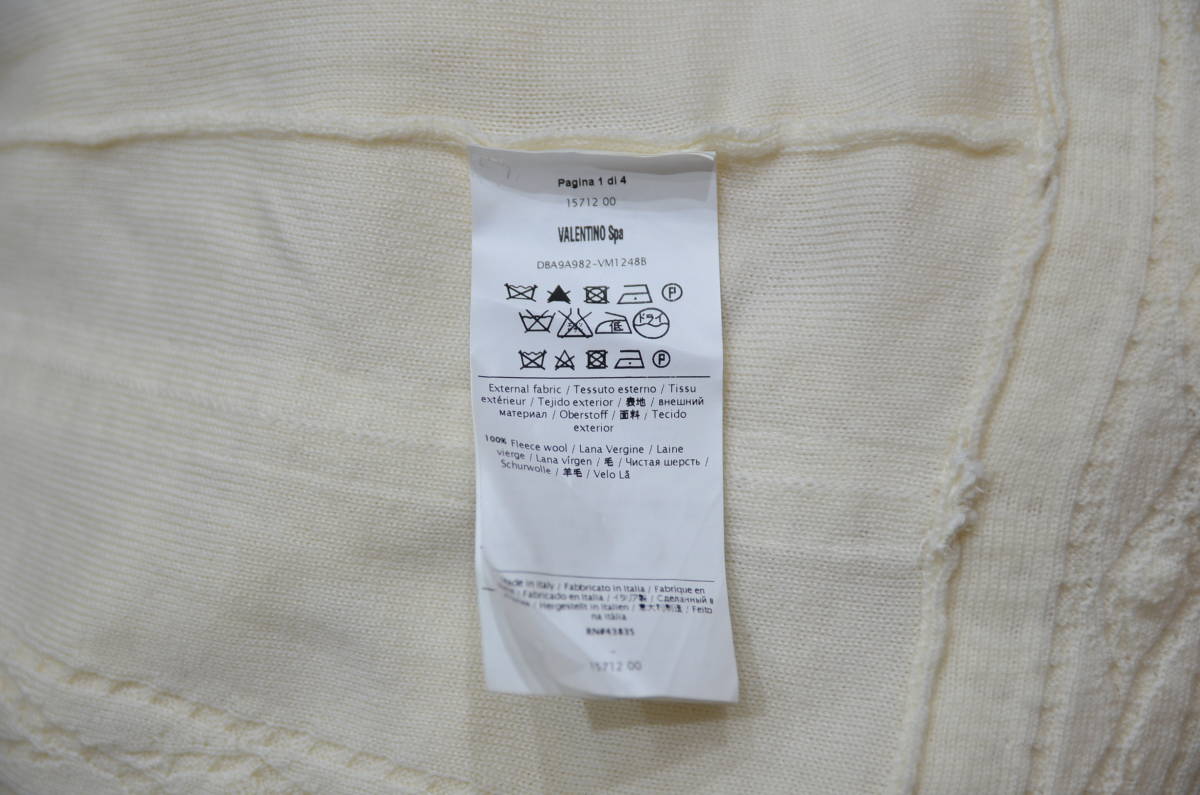 Pagina 1 di 4
15712 00
VALENTINO Spa
DBA9A982-VM1248B
P
低 ドライ
P
External fabric / Tessuto esterno / Tissu
extérieur / Tejido exterior / 表地 / внешний
материал / Oberstoff / 面料 / Tecido
exterior
100% Fleece wool / Lana Vergine / Laine
vierge / Lana virgen / 毛 / Чистая шерсть /
Schurwolle / 羊毛 / Velo Lã
made in Italy / Fabbricato in Italia / Fabrique en
/ Fabricado en Italia / イタリア製 / Сделанный в
/ Hergestellt in Italien / 意大利制造 / Feito
na Itália
RN#43835
-
15712 00